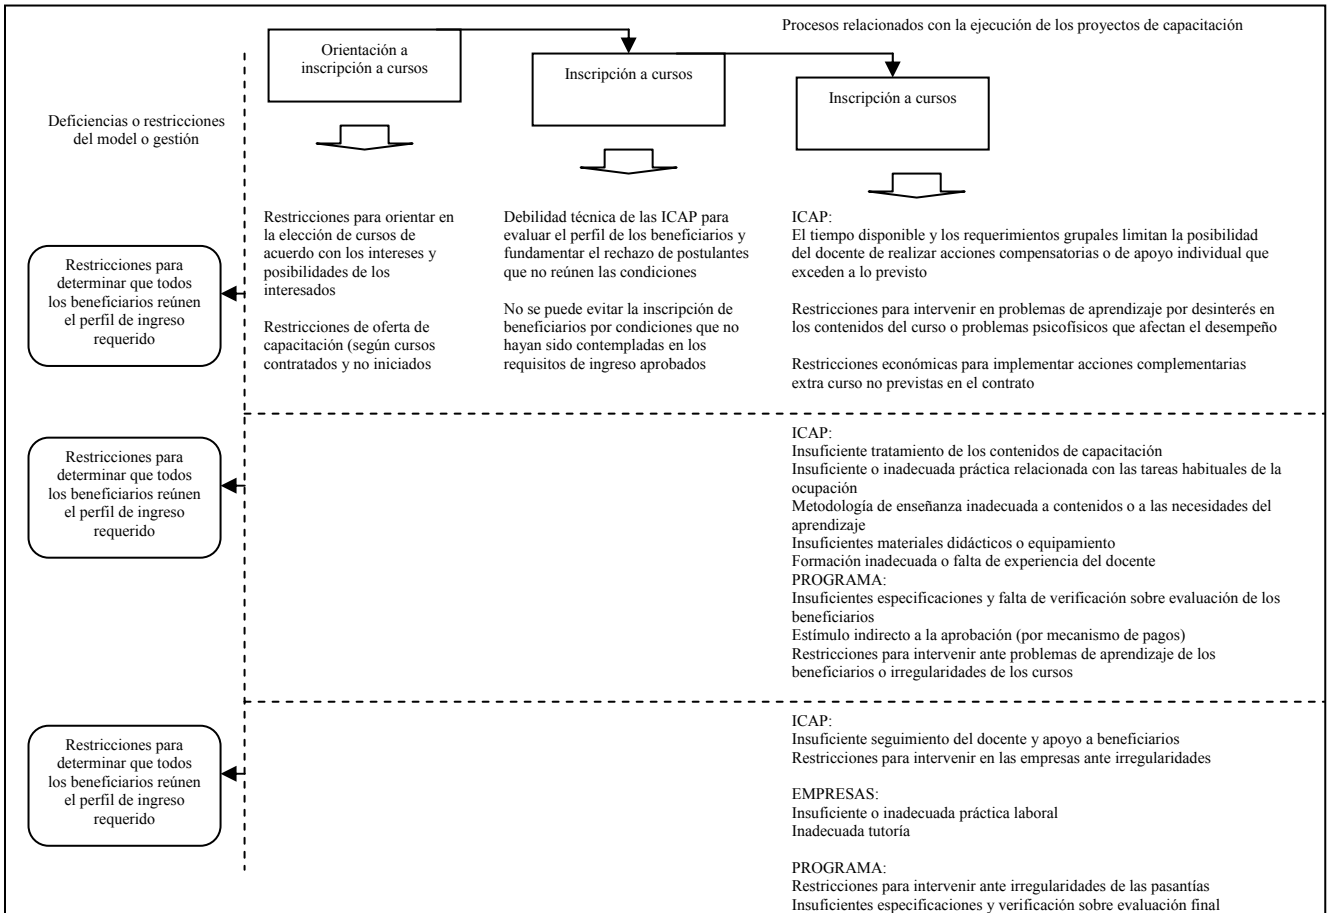 Procesos relacionados con la ejecución de los proyectos de capacitación
Orientación a
inscripción a cursos
Inscripción a cursos
Inscripción a cursos
Deficiencias o restricciones
del model o gestión
Restricciones para
determinar que todos
los beneficiarios reúnen
el perfil de ingreso
requerido
Restricciones para orientar en
la elección de cursos de
acuerdo con los intereses y
posibilidades de los
interesados
Restricciones de oferta de
capacitación (según cursos
contratados y no iniciados
Debilidad técnica de las ICAP para
evaluar el perfil de los beneficiarios y
fundamentar el rechazo de postulantes
que no reúnen las condiciones
No se puede evitar la inscripción de
beneficiarios por condiciones que no
hayan sido contempladas en los
requisitos de ingreso aprobados
ICAP:
El tiempo disponible y los requerimientos grupales limitan la posibilidad
del docente de realizar acciones compensatorias o de apoyo individual que
exceden a lo previsto
Restricciones para intervenir en problemas de aprendizaje por desinterés en
los contenidos del curso o problemas psicofísicos que afectan el desempeño
Restricciones económicas para implementar acciones complementarias
extra curso no previstas en el contrato
Restricciones para
determinar que todos
los beneficiarios reúnen
el perfil de ingreso
requerido
ICAP:
Insuficiente tratamiento de los contenidos de capacitación
Insuficiente o inadecuada práctica relacionada con las tareas habituales de la
ocupación
Metodología de enseñanza inadecuada a contenidos o a las necesidades del
aprendizaje
Insuficientes materiales didácticos o equipamiento
Formación inadecuada o falta de experiencia del docente
PROGRAMA:
Insuficientes especificaciones y falta de verificación sobre evaluación de los
beneficiarios
Estímulo indirecto a la aprobación (por mecanismo de pagos)
Restricciones para intervenir ante problemas de aprendizaje de los
beneficiarios o irregularidades de los cursos
Restricciones para
determinar que todos
los beneficiarios reúnen
el perfil de ingreso
requerido
ICAP:
Insuficiente seguimiento del docente y apoyo a beneficiarios
Restricciones para intervenir en las empresas ante irregularidades
EMPRESAS:
Insuficiente o inadecuada práctica laboral
Inadecuada tutoría
PROGRAMA:
Restricciones para intervenir ante irregularidades de las pasantías
Insuficientes especificaciones y verificación sobre evaluación final